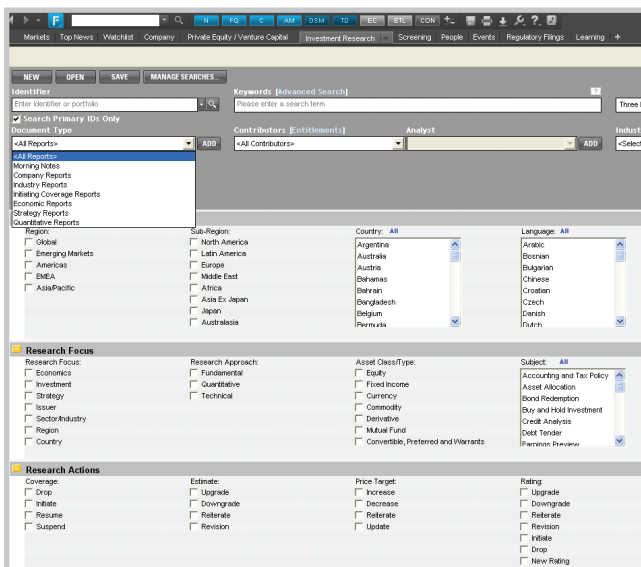 F N FQ C AM DSM TD EC ETL CON
Markets Top News Watchlist Company Private Equity / Venture Capital Investment Research Screening People Events Regulatory Filings Learning +
NEW OPEN SAVE MANAGE SEARCHES...
Identifier Keywords [Advanced Search] ?
Enter identifier or portfolio Please enter a search term Three
Search Primary IDs Only
Document Type Contributors [Entitlements] Analyst Indust
<All Reports> ADD <All Contributors> ADD <Select
<All Reports>
Morning Notes
Company Reports
Industry Reports
Initiating Coverage Reports
Economic Reports
Strategy Reports
Quantitative Reports
Region: Sub-Region: Country: All Language: All
Global North America Argentina Arabic
Emerging Markets Latin America Australia Bosnian
Americas Europe Austria Bulgarian
EMEA Middle East Bahamas Chinese
Asia/Pacific Africa Bahrain Croatian
Asia Ex Japan Bangladesh Czech
Japan Belgium Danish
Australasia Bermuda Dutch
Research Focus
Research Focus: Research Approach: Asset Class/Type: Subject: All
Economics Fundamental Equity Accounting and Tax Policy
Investment Quantitative Fixed Income Asset Allocation
Strategy Technical Currency Bond Redemption
Issuer Commodity Buy and Hold Investment
Sector/Industry Derivative Credit Analysis
Region Mutual Fund Debt Tender
Country Convertible, Preferred and Warrants Earnings Preview
Research Actions
Coverage: Estimate: Price Target: Rating:
Drop Upgrade Increase Upgrade
Initiate Downgrade Decrease Downgrade
Resume Reiterate Reiterate Reiterate
Suspend Revision Update Revision
Initiate
Drop
New Rating